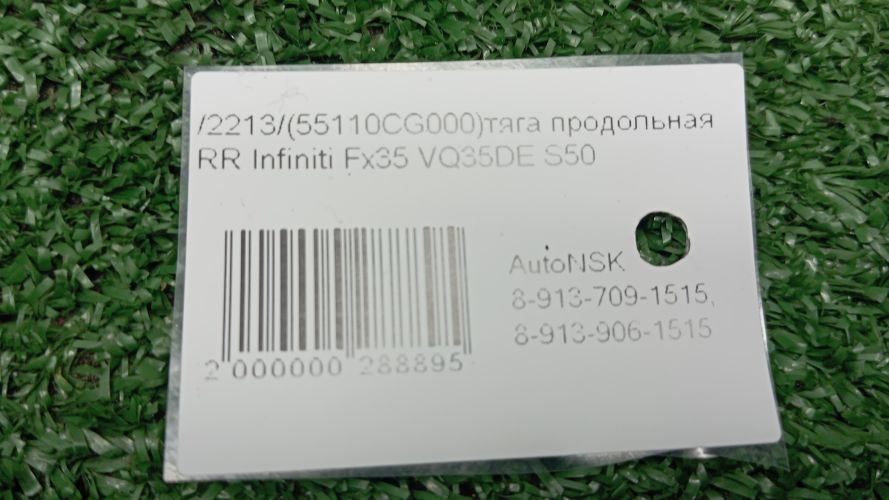 /2213/(55110CG000)тяга продольная
RR Infiniti Fx35 VQ35DE S50
AutoNSK
8-913-709-1515,
8-913-906-1515
2 000000 288895